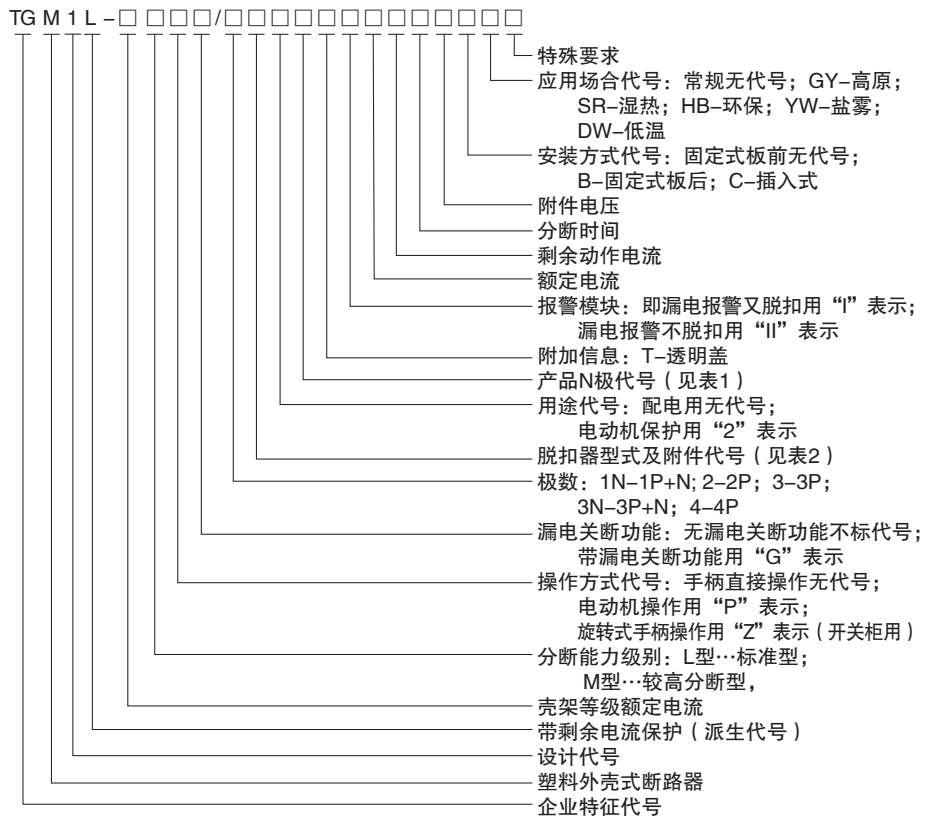 TG M 1 L -□ □ □ □ / □ □ □ □ □ □ □ □ □ □ □ □ □
特殊要求
应用场合代号：常规无代号；GY–高原；
SR–湿热；HB–环保；YW–盐雾；
DW–低温
安装方式代号：固定式板前无代号；
B–固定式板后；C–插入式
附件电压
分断时间
剩余动作电流
额定电流
报警模块：即漏电报警又脱扣用“I”表示；
漏电报警不脱扣用“II”表示
附加信息：T–透明盖
产品N极代号（见表1）
用途代号：配电用无代号；
电动机保护用“2”表示
脱扣器型式及附件代号（见表2）
极数：1N–1P+N; 2–2P；3–3P；
3N–3P+N；4–4P
漏电关断功能：无漏电关断功能不标代号；
带漏电关断功能用“G”表示
操作方式代号：手柄直接操作无代号；
电动机操作用“P”表示；
旋转式手柄操作用“Z”表示（开关柜用）
分断能力级别：L型…标准型；
M型…较高分断型，
壳架等级额定电流
带剩余电流保护（派生代号）
设计代号
塑料外壳式断路器
企业特征代号